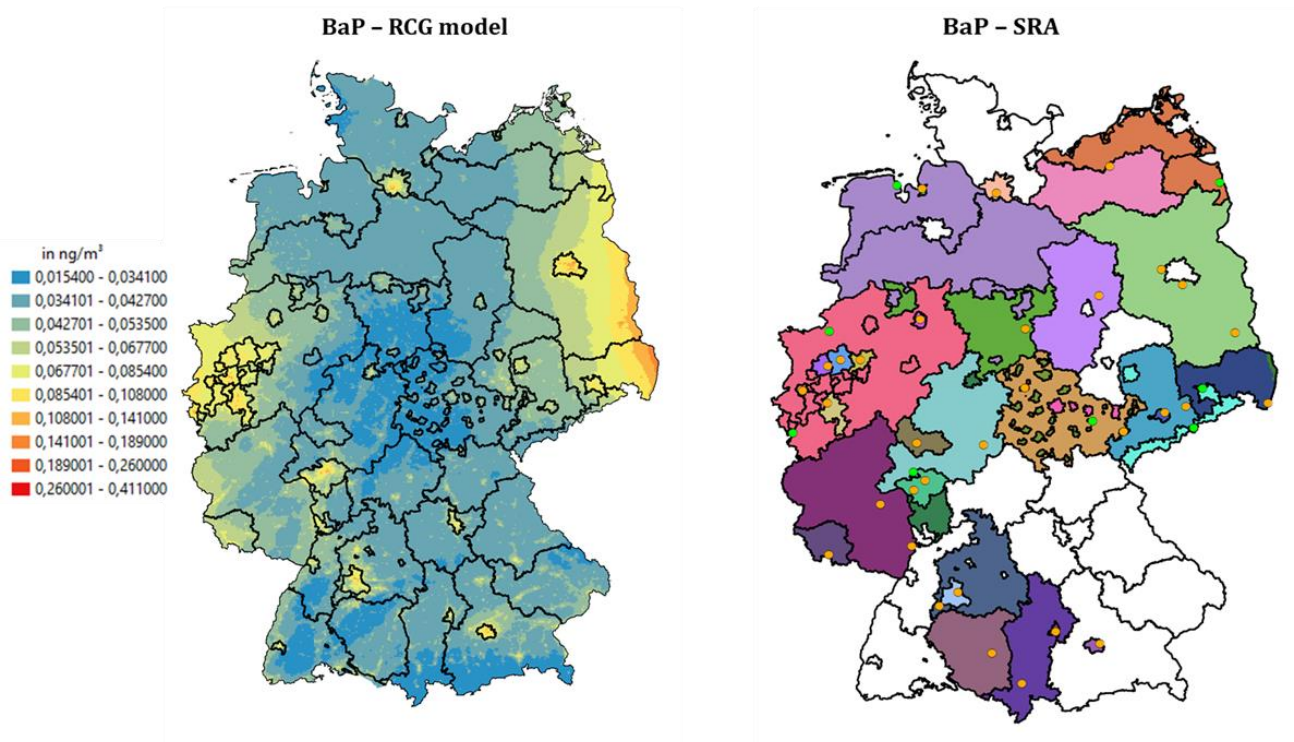 BaP – RCG model
BaP – SRA
in ng/m³
0,015400 - 0,034100
0,034101 - 0,042700
0,042701 - 0,053500
0,053501 - 0,067700
0,067701 - 0,085400
0,085401 - 0,108000
0,108001 - 0,141000
0,141001 - 0,189000
0,189001 - 0,260000
0,260001 - 0,411000